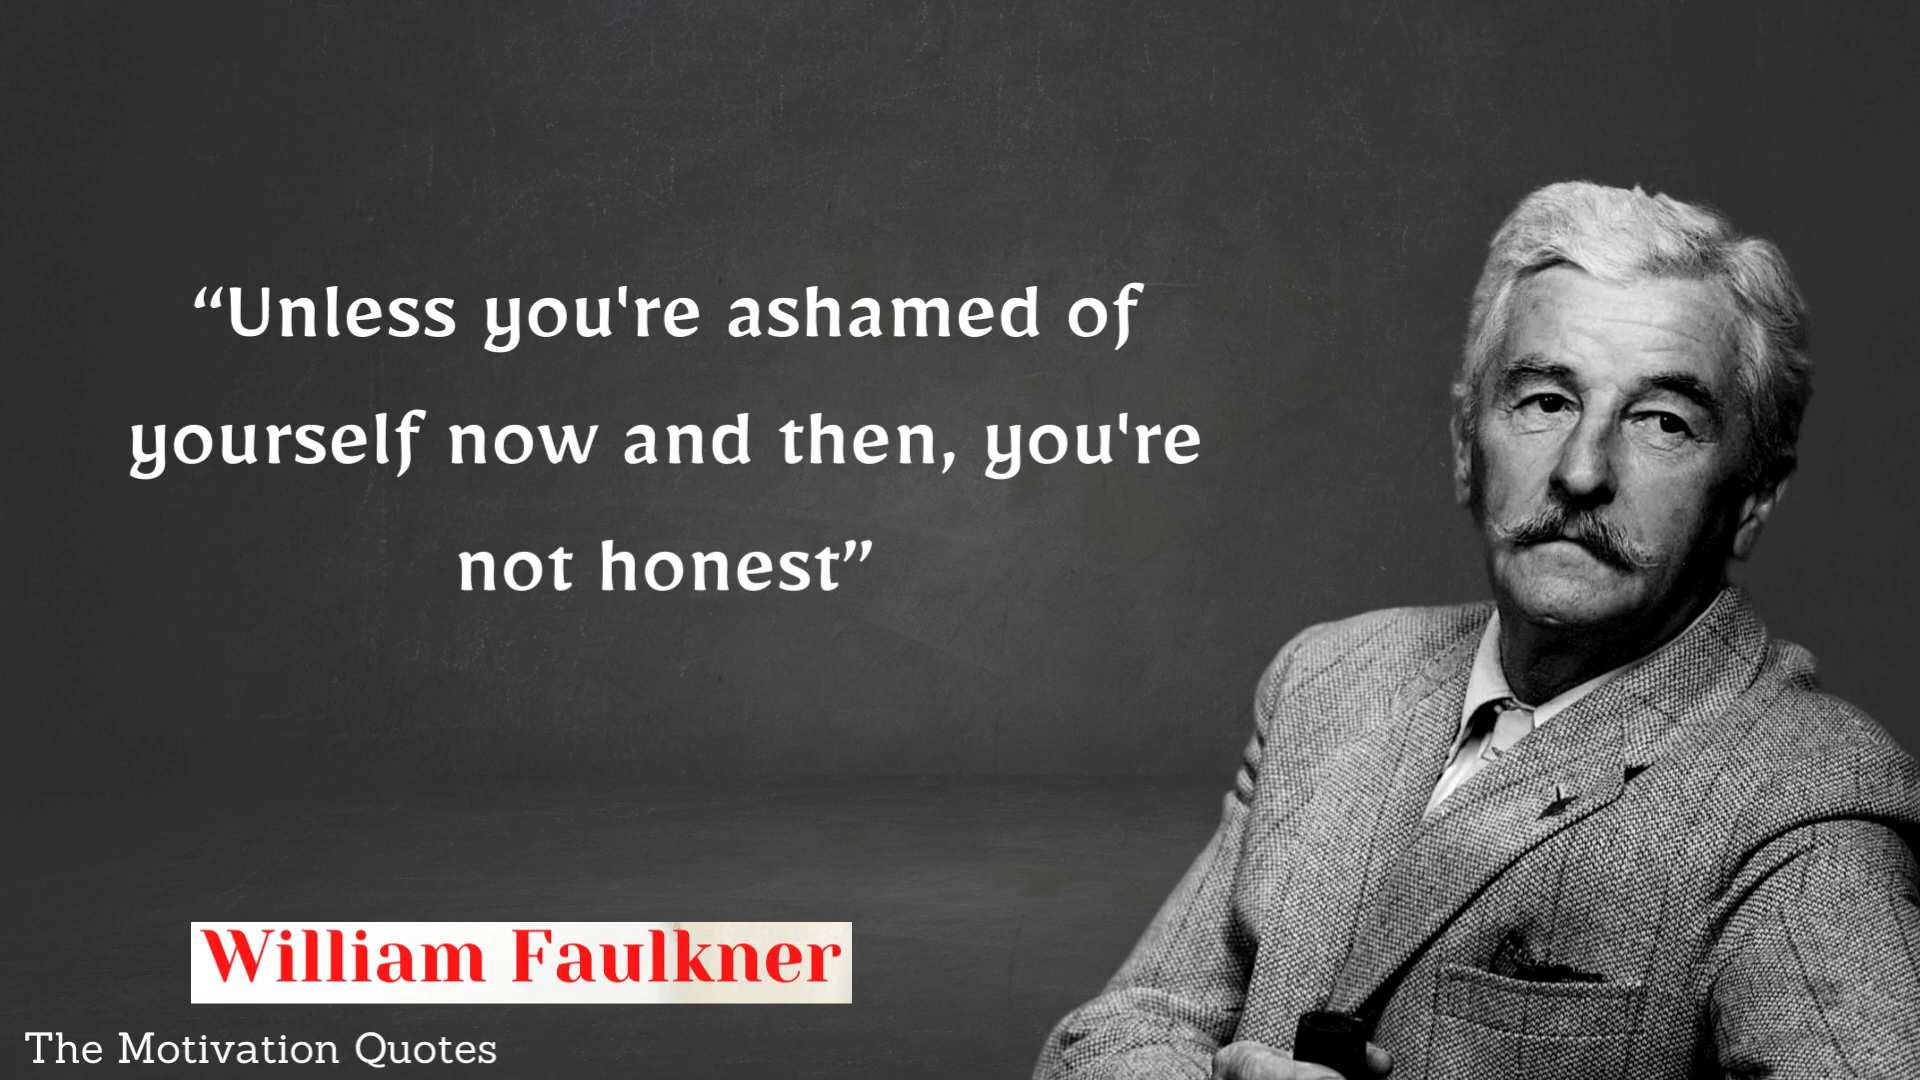 “Unless you're ashamed of
yourself now and then, you're
not honest”
William Faulkner
The Motivation Quotes